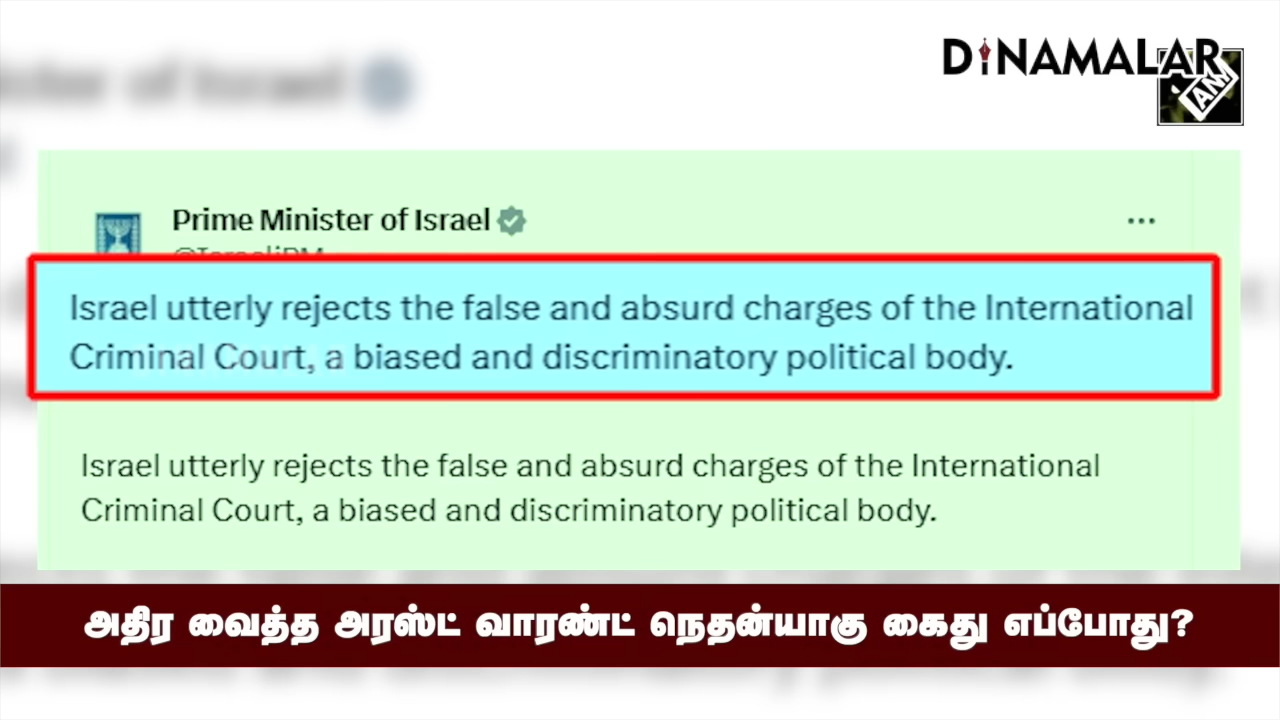 DINAMALAR
Prime Minister of Israel
@IsraeliPM
Israel utterly rejects the false and absurd charges of the International
Criminal Court, a biased and discriminatory political body.
Israel utterly rejects the false and absurd charges of the International
Criminal Court, a biased and discriminatory political body.
அதிர வைத்த அரஸ்ட் வாரண்ட் நெதன்யாகு கைது எப்போது?